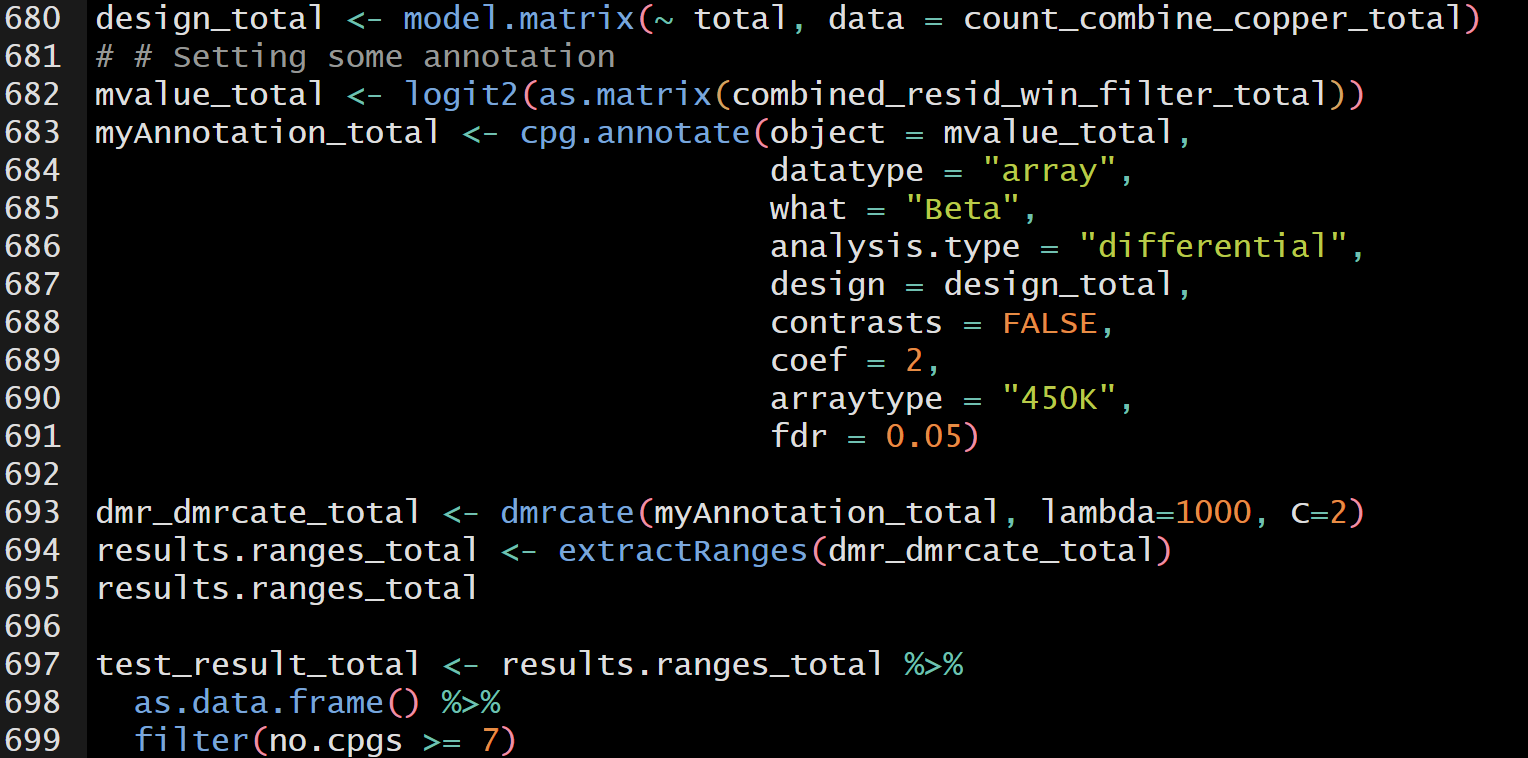 680 design_total <- model.matrix(~ total, data = count_combine_copper_total)
681 # # Setting some annotation
682 mvalue_total <- logit2(as.matrix(combined_resid_win_filter_total))
683 myAnnotation_total <- cpg.annotate(object = mvalue_total,
684 datatype = "array",
685 what = "Beta",
686 analysis.type = "differential",
687 design = design_total,
688 contrasts = FALSE,
689 coef = 2,
690 arraytype = "450K",
691 fdr = 0.05)
692
693 dmr_dmrcate_total <- dmrcate(myAnnotation_total, lambda=1000, C=2)
694 results.ranges_total <- extractRanges(dmr_dmrcate_total)
695 results.ranges_total
696
697 test_result_total <- results.ranges_total %>%
698 as.data.frame() %>%
699 filter(no.cpgs >= 7)